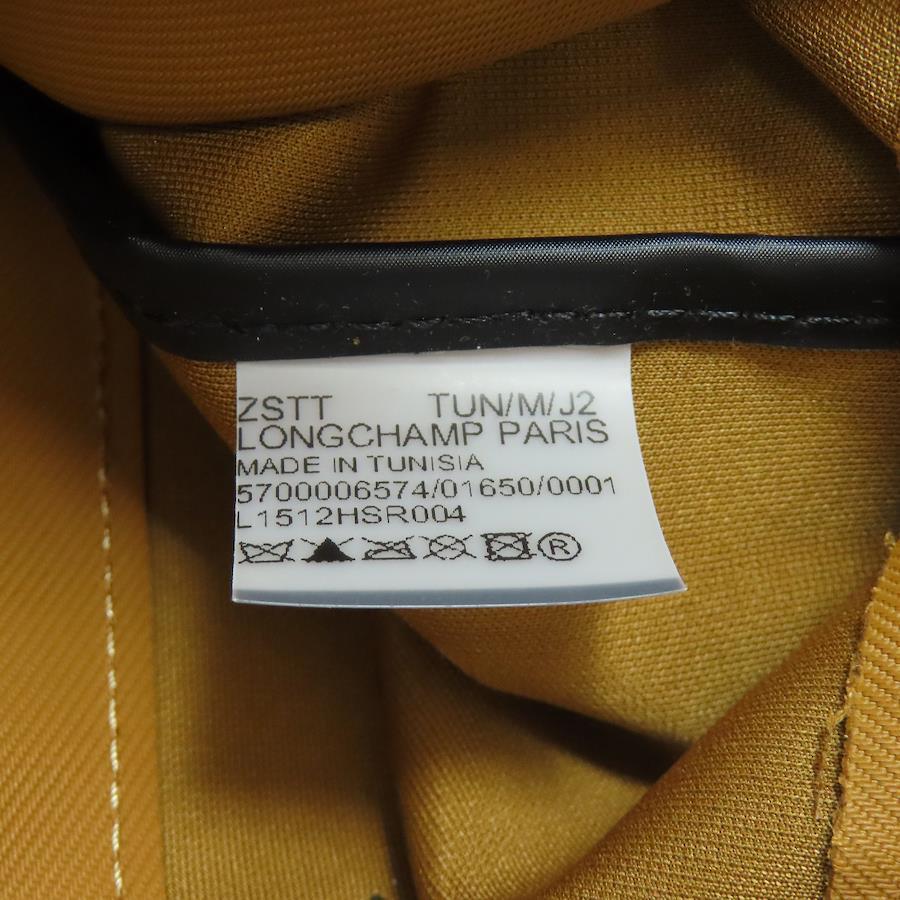 ZSTT TUN/M/J2
LONGCHAMP PARIS
MADE IN TUNISIA
5700006574/01650/0001
L1512HSR004
®